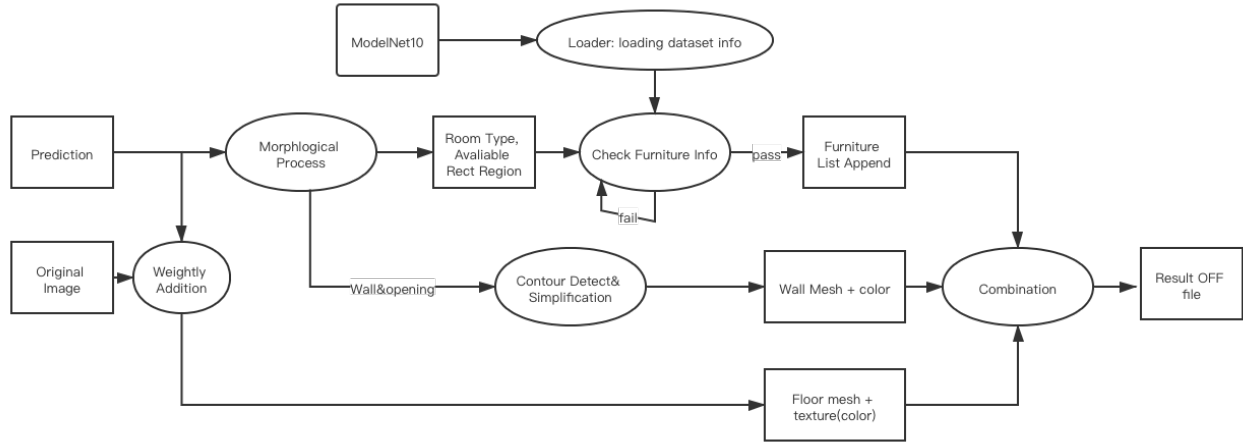 ModelNet10
Loader: loading dataset info
Prediction
Morphlogical
Process
Room Type,
Avaliable
Rect Region
Check Furniture Info
pass
Furniture
List Append
fail
Original
Image
Weightly
Addition
Wall&opening
Contour Detect&
Simplification
Wall Mesh + color
Combination
Result OFF
file
Floor mesh +
texture(color)